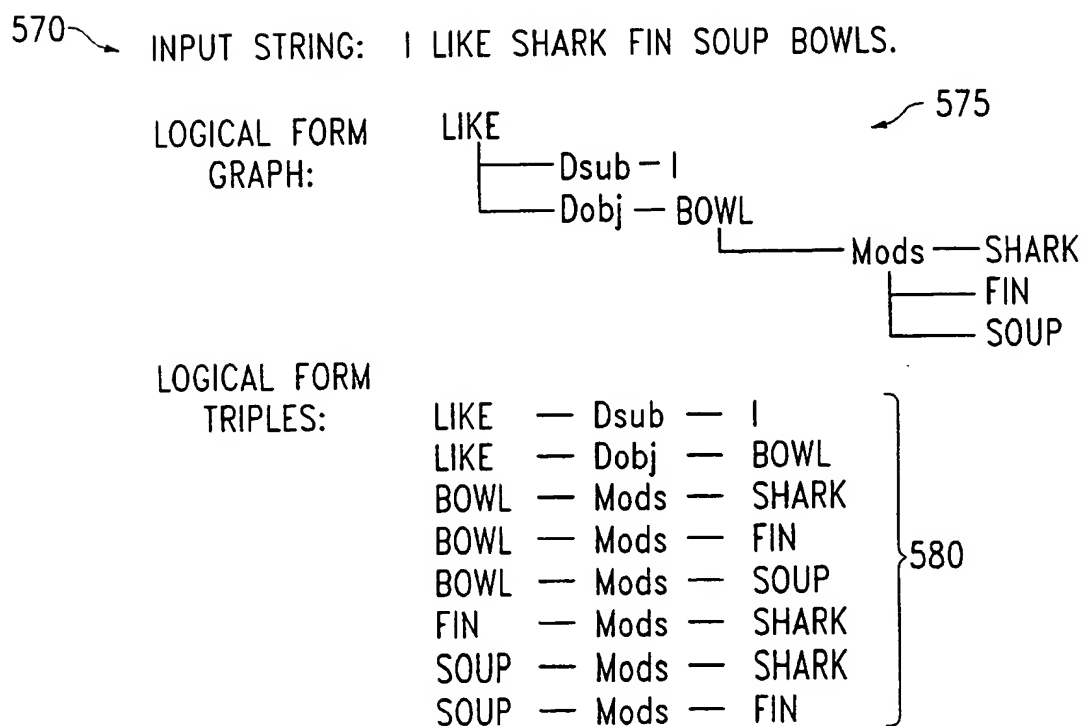 570 INPUT STRING: I LIKE SHARK FIN SOUP BOWLS.
575
LOGICAL FORM GRAPH:
LIKE
Dsub — I
Dobj — BOWL
Mods — SHARK
FIN
SOUP
LOGICAL FORM TRIPLES:
LIKE — Dsub — I
LIKE — Dobj — BOWL
BOWL — Mods — SHARK
BOWL — Mods — FIN
BOWL — Mods — SOUP
FIN — Mods — SHARK
SOUP — Mods — SHARK
SOUP — Mods — FIN
580